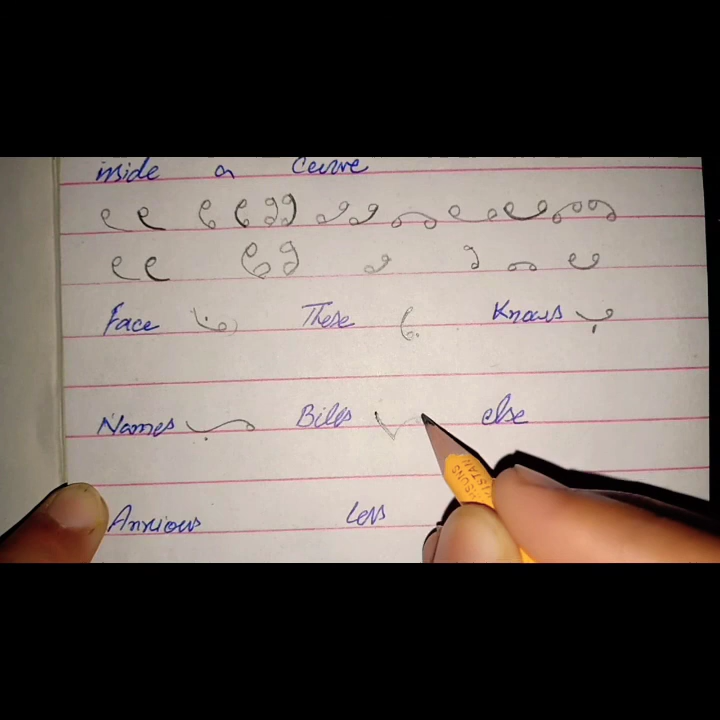 inside a Curve
Face These Knows
Names Bills else
Anxious Less